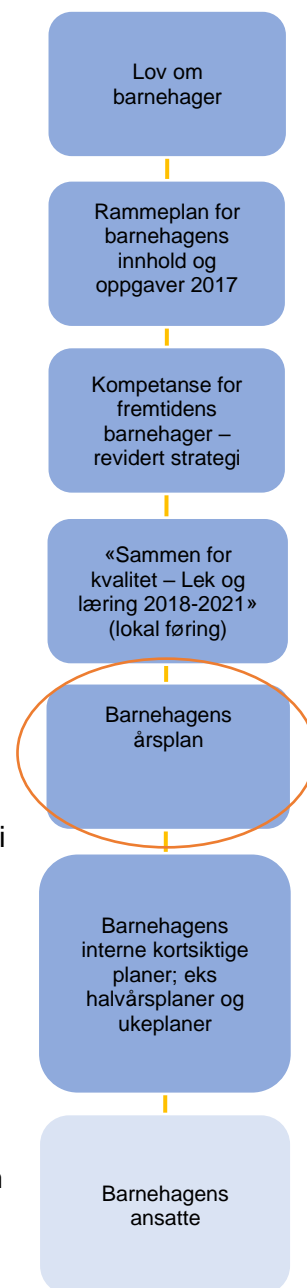 Lov om
barnehager
Rammeplan for
barnehagens
innhold og
oppgaver 2017
Kompetanse for
fremtidens
barnehager –
revidert strategi
«Sammen for
kvalitet – Lek og
læring 2018-2021»
(lokal føring)
Barnehagens
årsplan
i
Barnehagens
interne kortsiktige
planer; eks
halvårsplaner og
ukeplaner
Barnehagens
ansatte